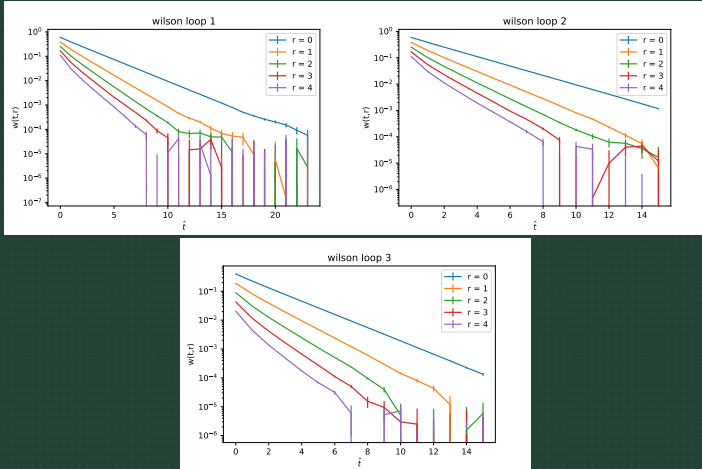 wilson loop 1
10⁰
10⁻¹
10⁻²
10⁻³
10⁻⁴
10⁻⁵
10⁻⁶
10⁻⁷
w(t,r)
r = 0
r = 1
r = 2
r = 3
r = 4
0 5 10 15 20
t̂
wilson loop 2
10⁰
10⁻¹
10⁻²
10⁻³
10⁻⁴
10⁻⁵
10⁻⁶
w(t,r)
r = 0
r = 1
r = 2
r = 3
r = 4
0 2 4 6 8 10 12 14
t̂
wilson loop 3
10⁻¹
10⁻²
10⁻³
10⁻⁴
10⁻⁵
10⁻⁶
w(t,r)
r = 0
r = 1
r = 2
r = 3
r = 4
0 2 4 6 8 10 12 14
t̂